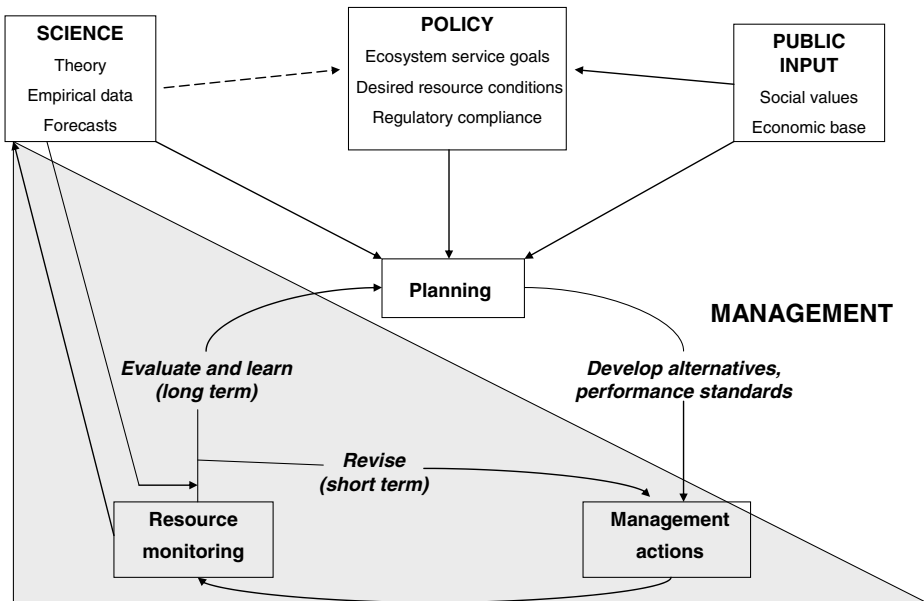 SCIENCE
Theory
Empirical data
Forecasts
POLICY
Ecosystem service goals
Desired resource conditions
Regulatory compliance
PUBLIC
INPUT
Social values
Economic base
Planning
MANAGEMENT
Evaluate and learn
(long term)
Develop alternatives,
performance standards
Revise
(short term)
Resource
monitoring
Management
actions